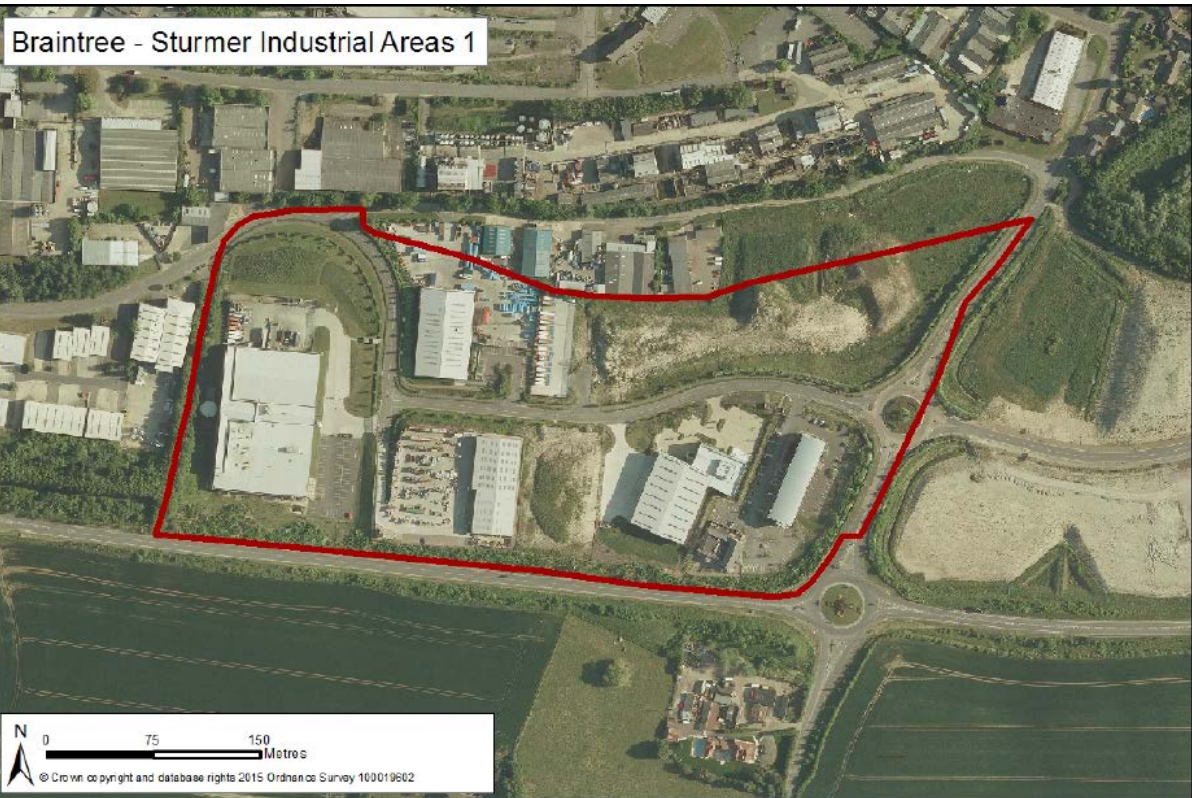 Braintree - Sturmer Industrial Areas 1
N
0 75 150
Metres
© Crown copyright and database rights 2015 Ordnance Survey 100019602